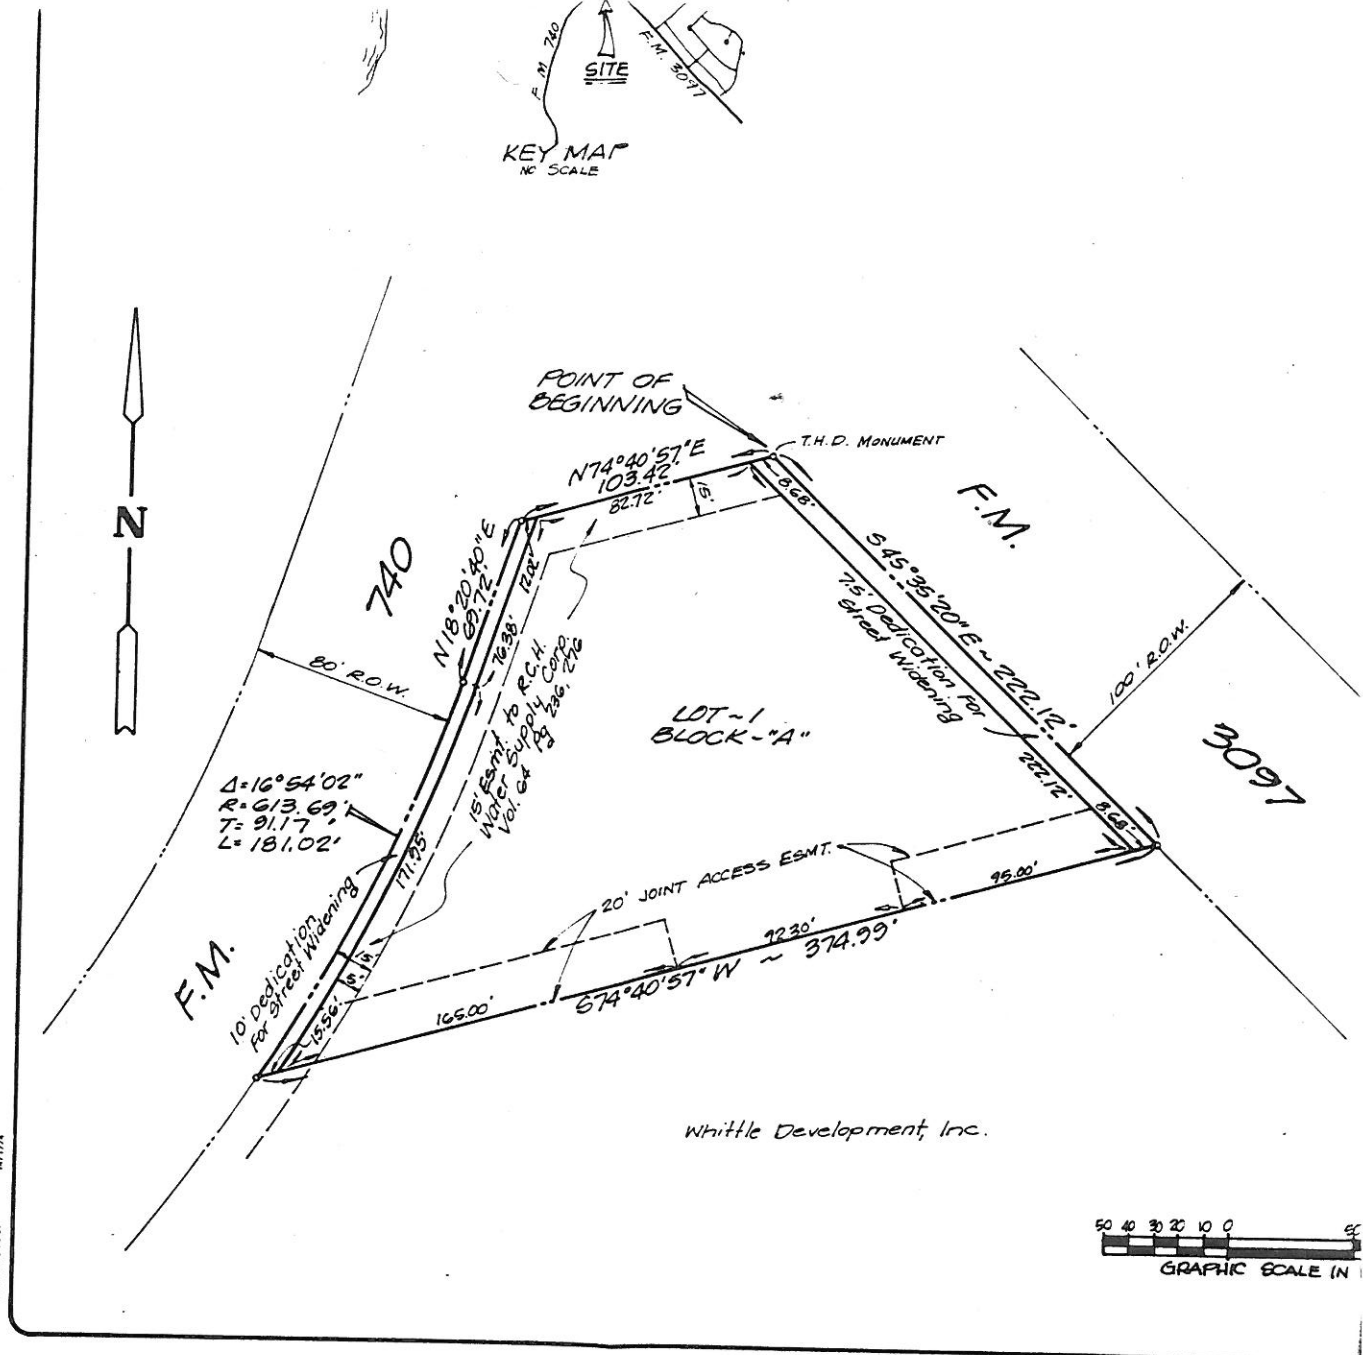 F M 740
SITE
F.M. 3097
KEY MAP
NO SCALE
N
POINT OF
BEGINNING
T.H.D. MONUMENT
N74°40'57"E
103.42'
82.72'
15'
8.68'
F.M.
S 45°35'20" E ~ 222.12'
7.5' Dedication For
Street Widening
100' R.O.W.
3097
222.12'
8.68'
740
N18°20'40"E
69.72'
76.38'
80' R.O.W.
15' Esmt. to R.C.H.
Water Supply Corp.
Vol. 64 Pg 236, 276
LOT~1
BLOCK~"A"
Δ=16°54'02"
R=613.69'
T=91.17'
L=181.02'
171.95'
20' JOINT ACCESS ESMT.
95.00'
92.30'
S74°40'57"W ~ 374.99'
165.00'
10' Dedication
For Street Widening
15.56'
15'
F.M.
Whittle Development, Inc.
50 40 30 20 10 0
GRAPHIC SCALE IN